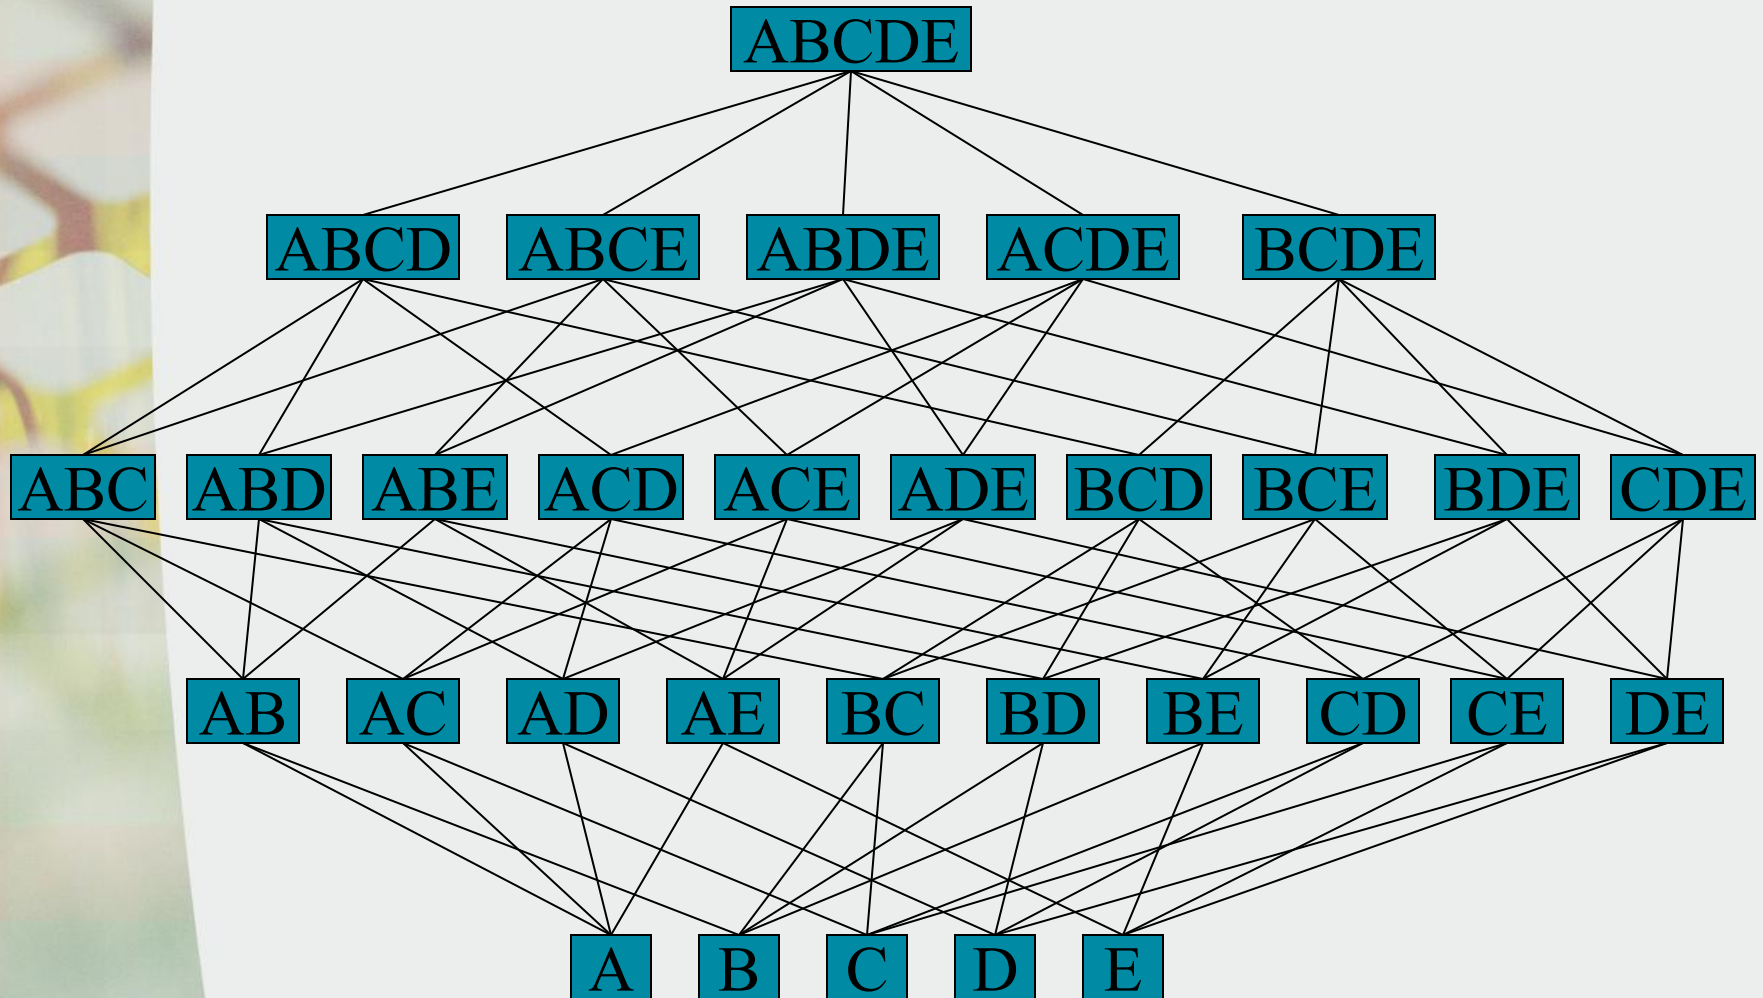 ABCDE
ABCD ABCE ABDE ACDE BCDE
ABC ABD ABE ACD ACE ADE BCD BCE BDE CDE
AB AC AD AE BC BD BE CD CE DE
A B C D E